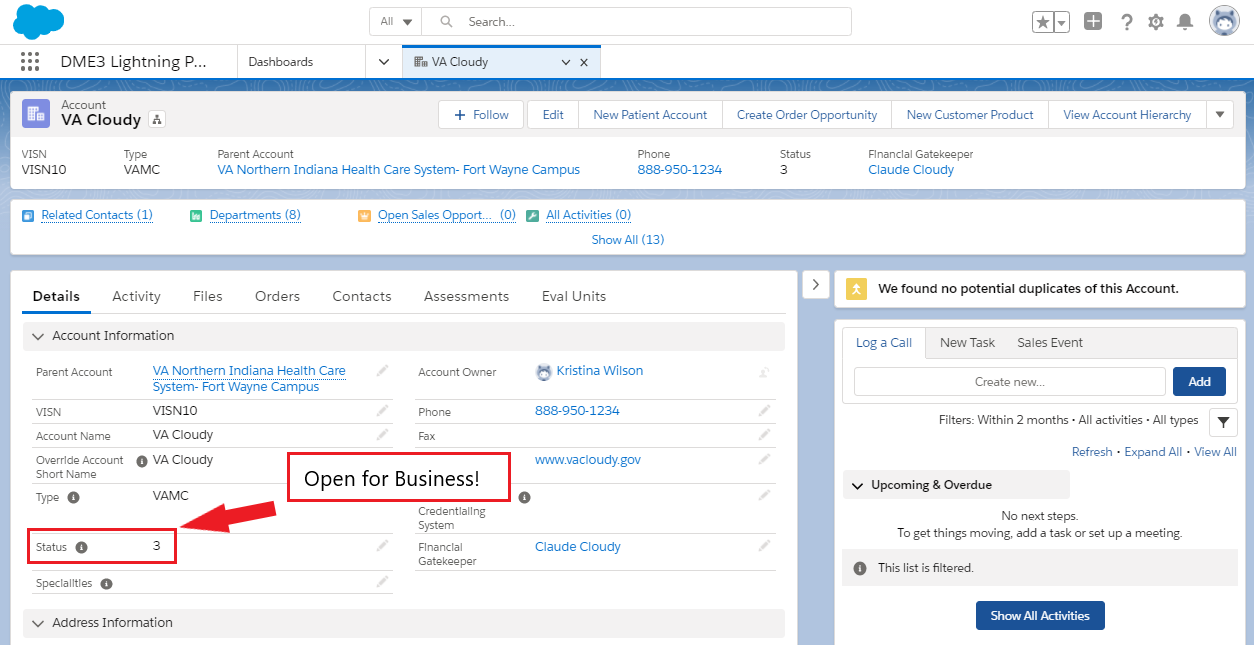 All
Search...
DME3 Lightning P...
Dashboards
VA Cloudy
Account
VA Cloudy
Follow
Edit
New Patient Account
Create Order Opportunity
New Customer Product
View Account Hierarchy
VISN
Type
Parent Account
Phone
Status
Financial Gatekeeper
VISN10
VAMC
VA Northern Indiana Health Care System- Fort Wayne Campus
888-950-1234
3
Claude Cloudy
Related Contacts (1)
Departments (8)
Open Sales Opport... (0)
All Activities (0)
Show All (13)
Details
Activity
Files
Orders
Contacts
Assessments
Eval Units
Account Information
Parent Account
VA Northern Indiana Health Care
System- Fort Wayne Campus
Account Owner
Kristina Wilson
VISN
VISN10
Phone
888-950-1234
Account Name
VA Cloudy
Fax
Override Account
Short Name
VA Cloudy
www.vacloudy.gov
Open for Business!
Type
VAMC
Credentialing
System
Status
3
Financial
Gatekeeper
Claude Cloudy
Specialities
Address Information
We found no potential duplicates of this Account.
Log a Call
New Task
Sales Event
Create new...
Add
Filters: Within 2 months • All activities • All types
Refresh • Expand All • View All
Upcoming & Overdue
No next steps.
To get things moving, add a task or set up a meeting.
This list is filtered.
Show All Activities